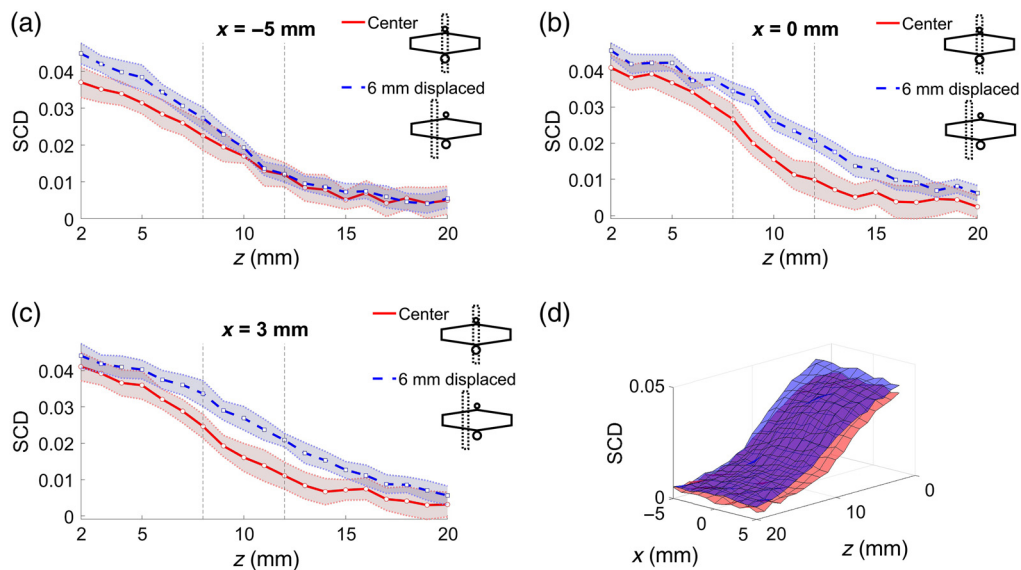 (a)
x = −5 mm
Center
6 mm displaced
SCD
0.04
0.03
0.02
0.01
0
2
5
10
15
20
z (mm)
(b)
x = 0 mm
Center
6 mm displaced
SCD
0.04
0.03
0.02
0.01
0
2
5
10
15
20
z (mm)
(c)
x = 3 mm
Center
6 mm displaced
SCD
0.04
0.03
0.02
0.01
0
2
5
10
15
20
z (mm)
(d)
SCD
0.05
0
−5
0
5
x (mm)
20
10
0
z (mm)